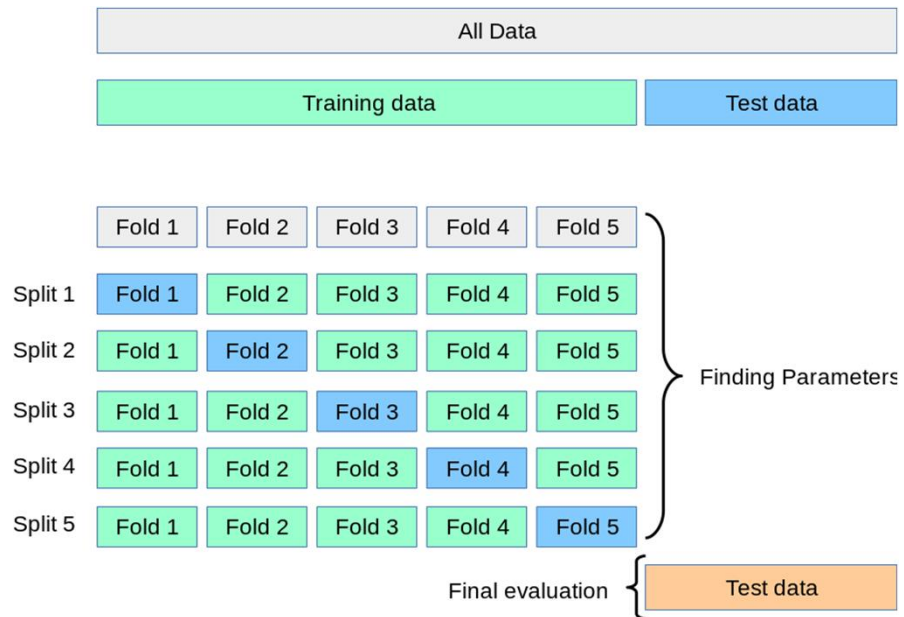 All Data
Training data Test data
Fold 1 Fold 2 Fold 3 Fold 4 Fold 5
Split 1 Fold 1 Fold 2 Fold 3 Fold 4 Fold 5
Split 2 Fold 1 Fold 2 Fold 3 Fold 4 Fold 5
Finding Parameters
Split 3 Fold 1 Fold 2 Fold 3 Fold 4 Fold 5
Split 4 Fold 1 Fold 2 Fold 3 Fold 4 Fold 5
Split 5 Fold 1 Fold 2 Fold 3 Fold 4 Fold 5
Final evaluation Test data